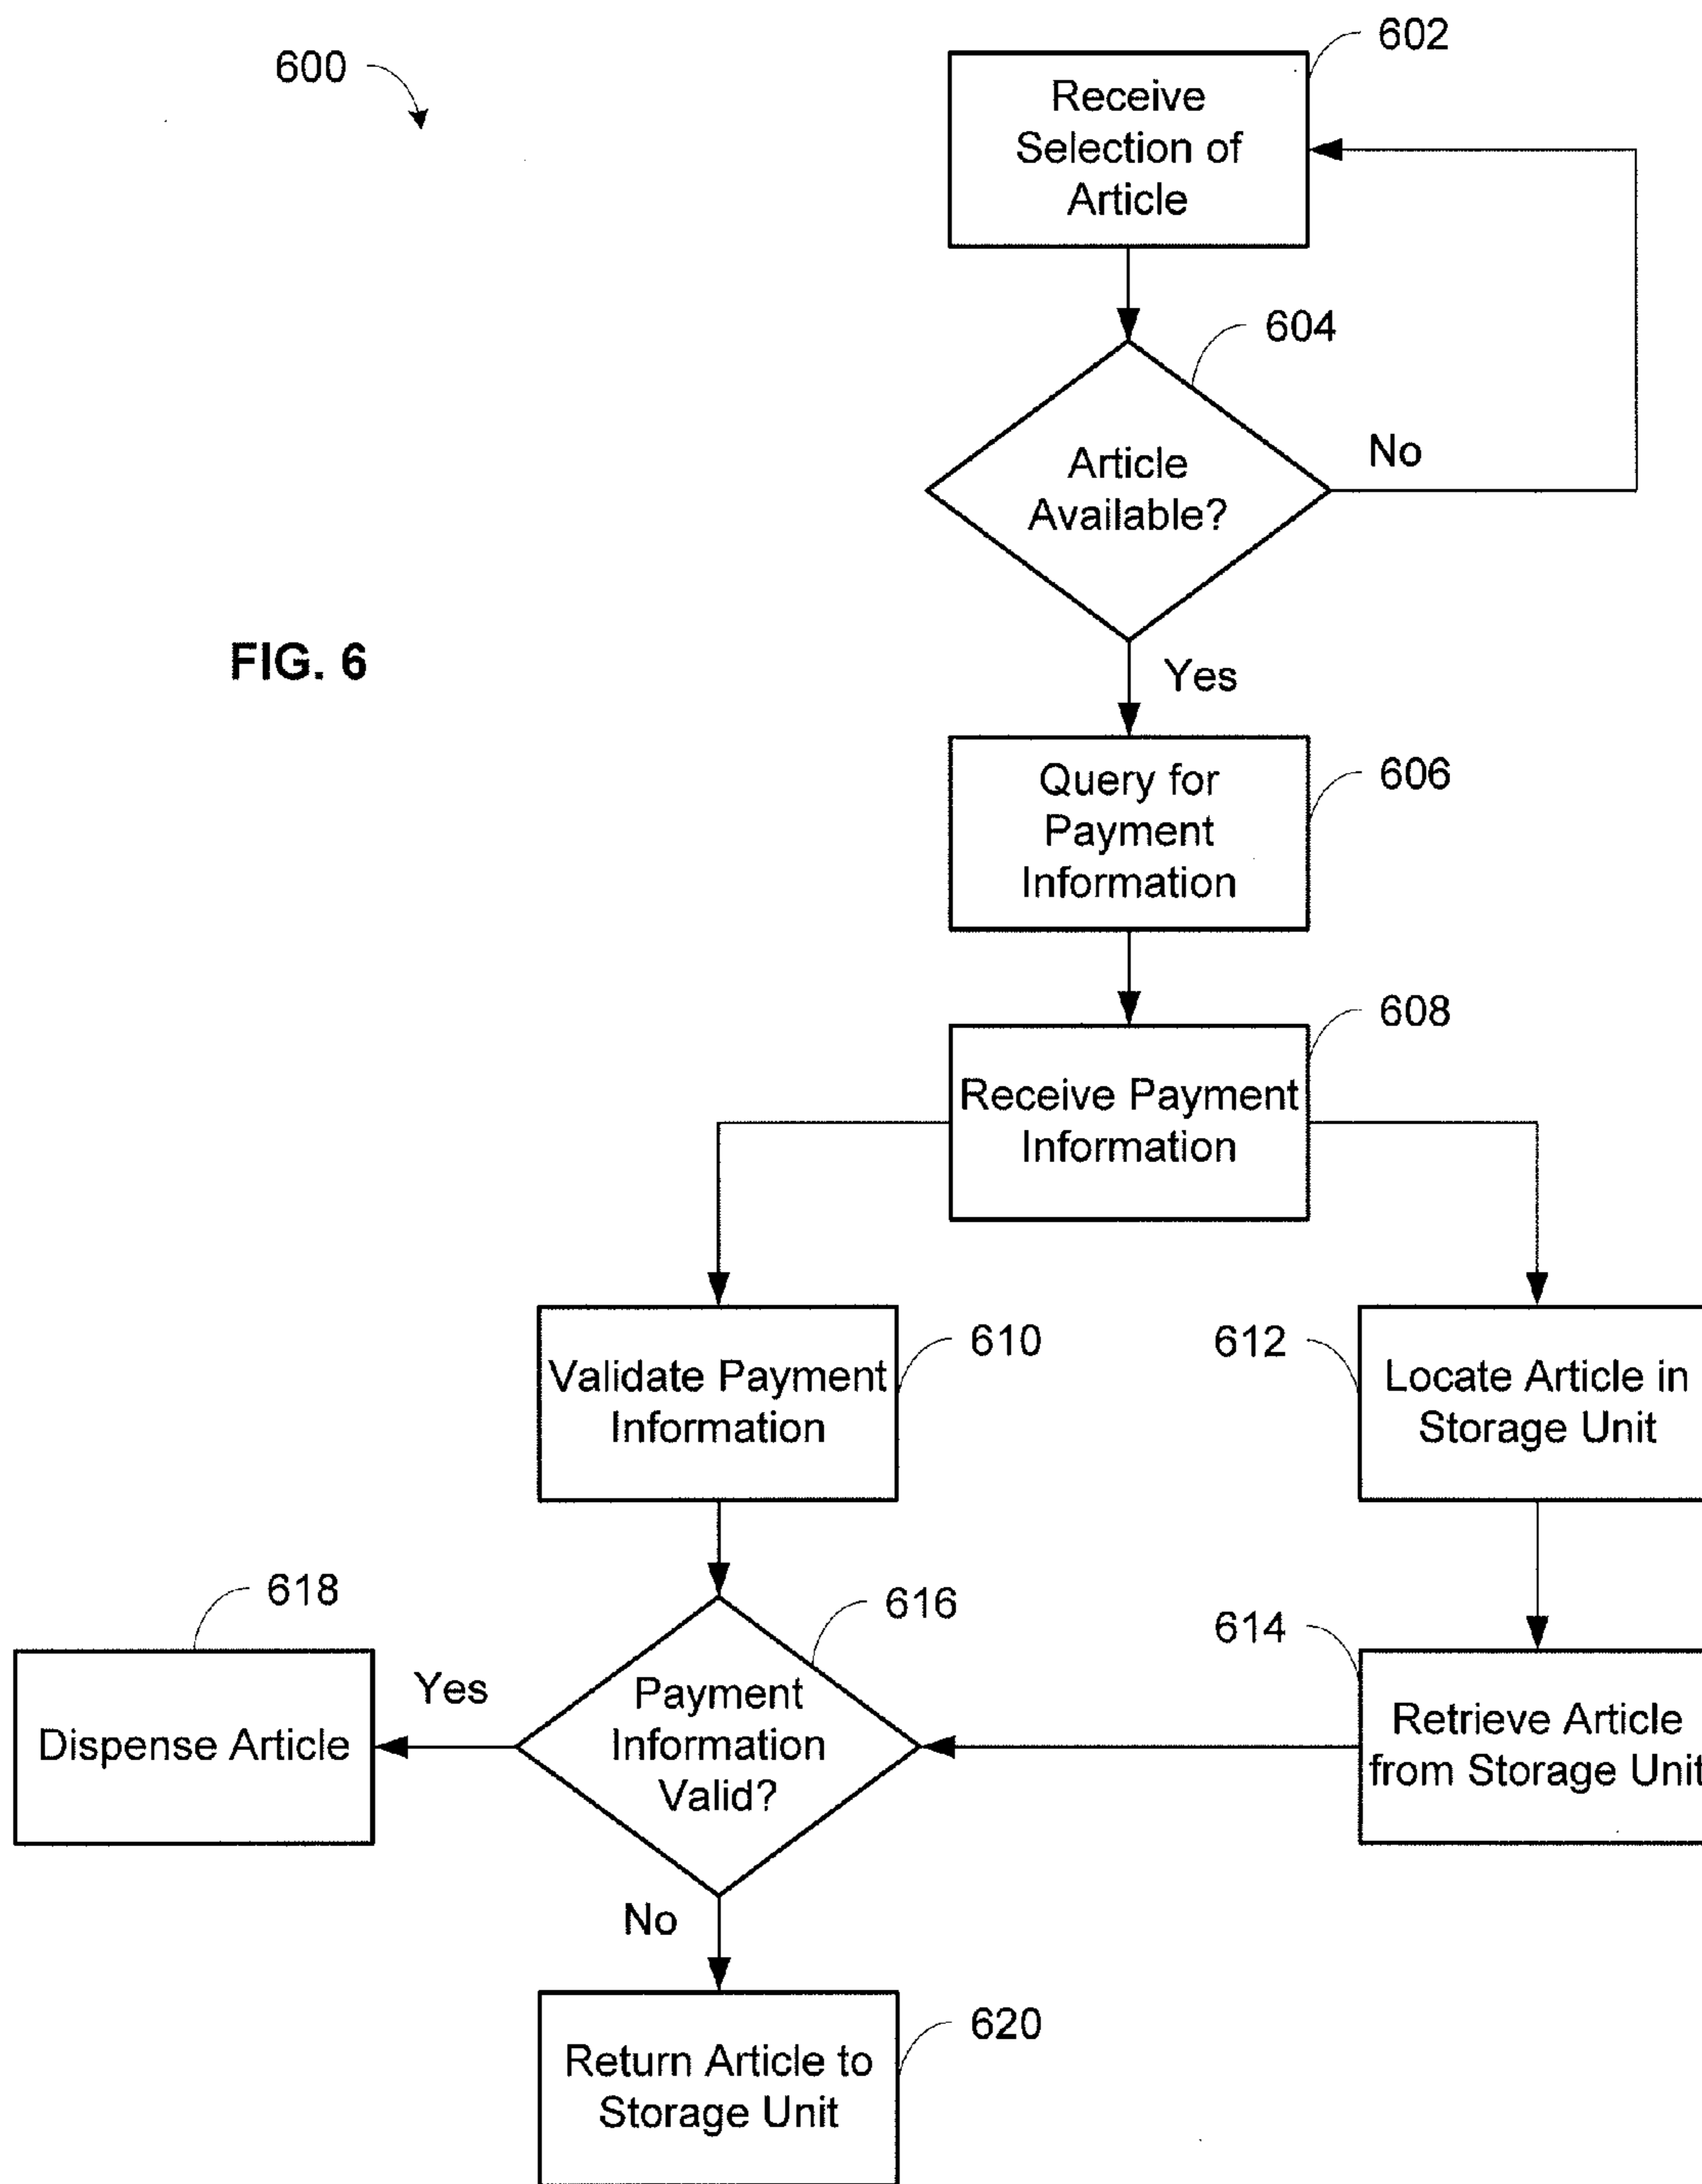 600
602
Receive
Selection of
Article
604
Article
Available?
No
FIG. 6
Yes
Query for
Payment
Information
606
608
Receive Payment
Information
Validate Payment
Information
610
612
Locate Article in
Storage Unit
618
Dispense Article
Yes
616
Payment
Information
Valid?
614
Retrieve Article
from Storage Unit
No
620
Return Article to
Storage Unit